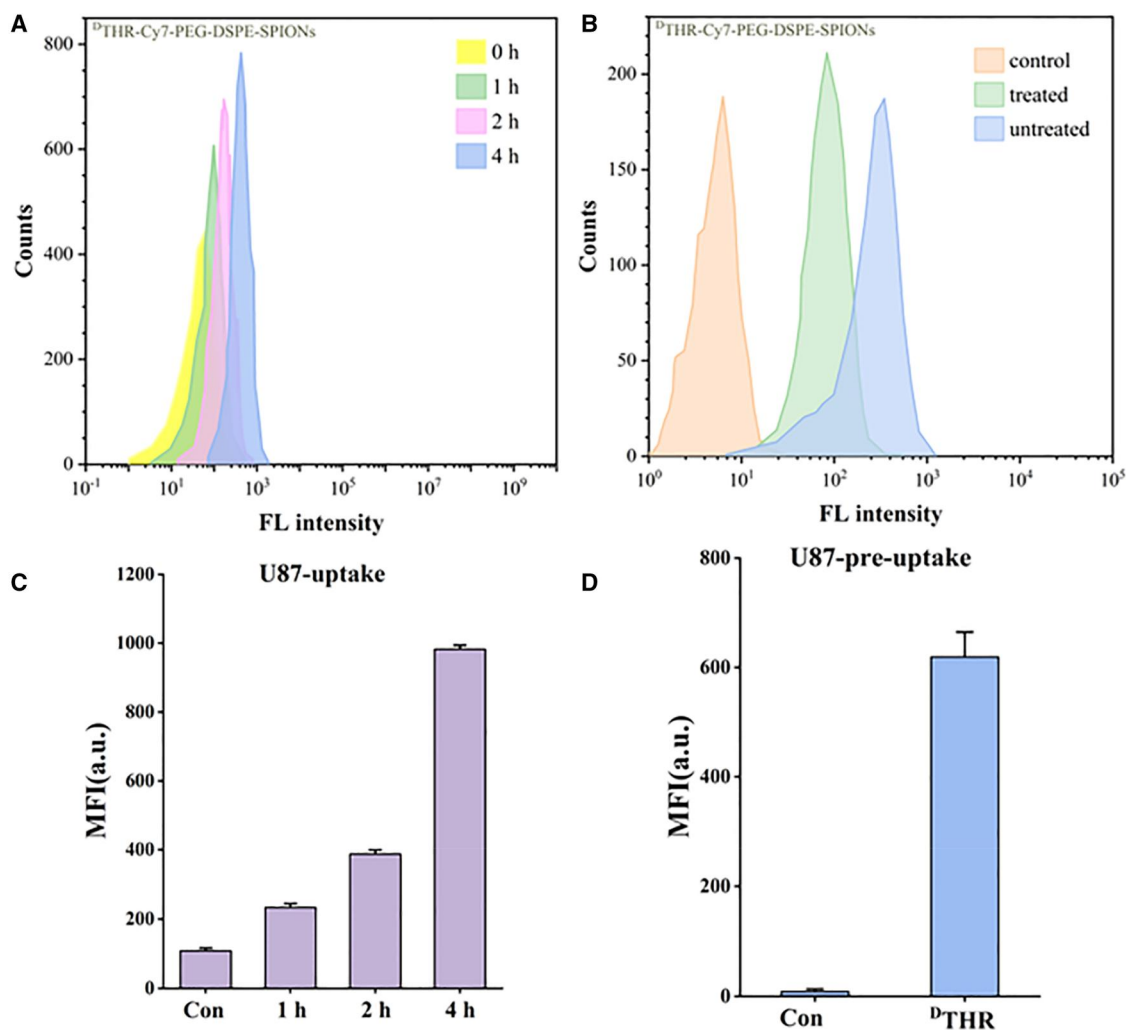 A
ᴰTHR-Cy7-PEG-DSPE-SPIONs
0 h
1 h
2 h
4 h
800
600
400
200
0
Counts
10⁻¹ 10¹ 10³ 10⁵ 10⁷ 10⁹
FL intensity
B
ᴰTHR-Cy7-PEG-DSPE-SPIONs
control
treated
untreated
200
150
100
50
0
Counts
10⁰ 10¹ 10² 10³ 10⁴ 10⁵
FL intensity
C
U87-uptake
1200
1000
800
600
400
200
0
MFI(a.u.)
Con 1 h 2 h 4 h
D
U87-pre-uptake
800
600
400
200
0
MFI(a.u.)
Con ᴰTHR